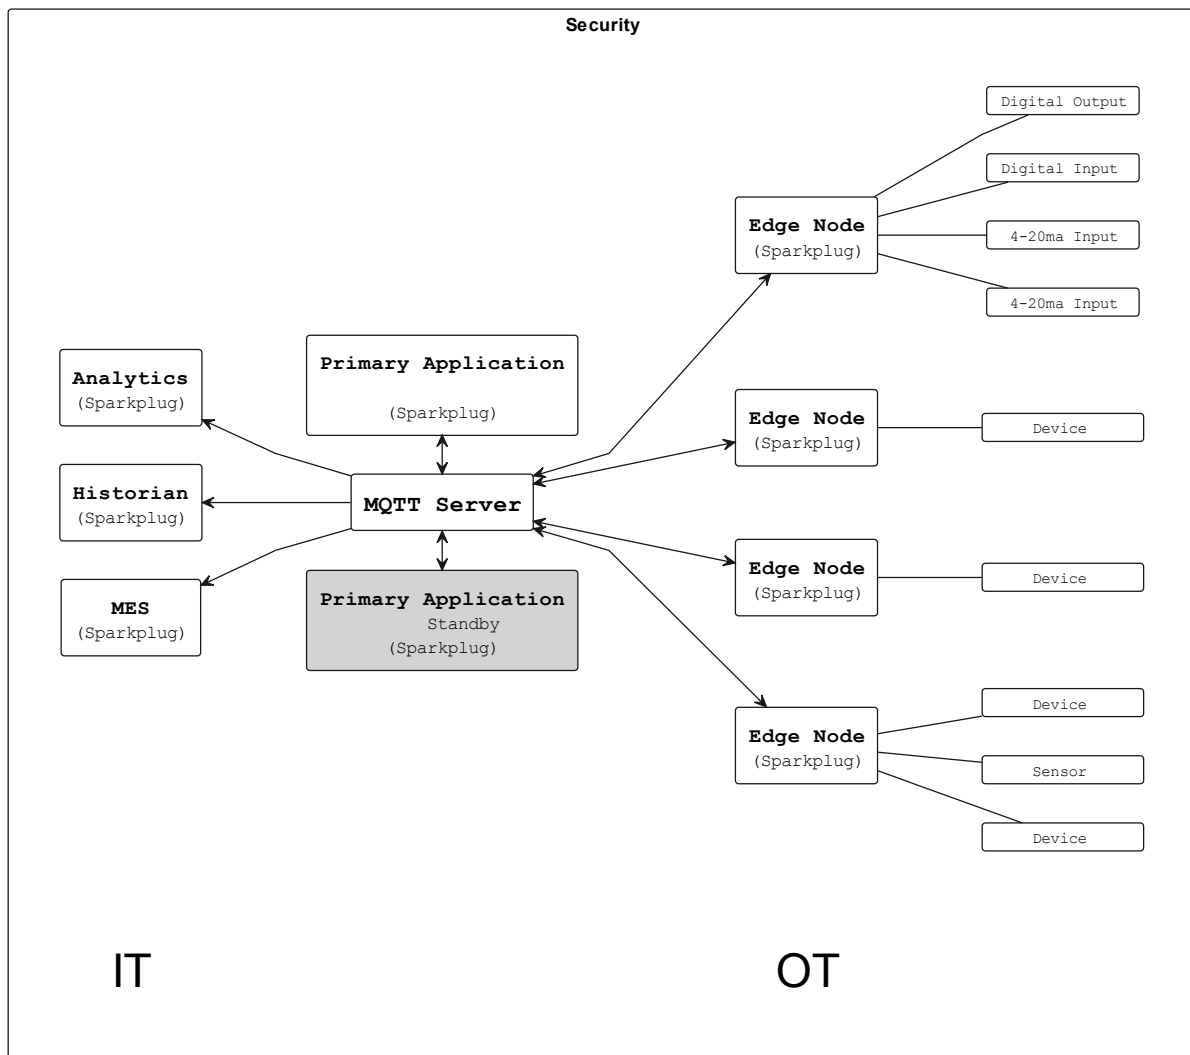 Security
Digital Output
Digital Input
Edge Node
(Sparkplug)
4-20ma Input
4-20ma Input
Analytics
(Sparkplug)
Historian
(Sparkplug)
MES
(Sparkplug)
Primary Application
(Sparkplug)
MQTT Server
Primary Application
Standby
(Sparkplug)
Edge Node
(Sparkplug)
Device
Edge Node
(Sparkplug)
Device
Edge Node
(Sparkplug)
Device
Sensor
Device
IT
OT